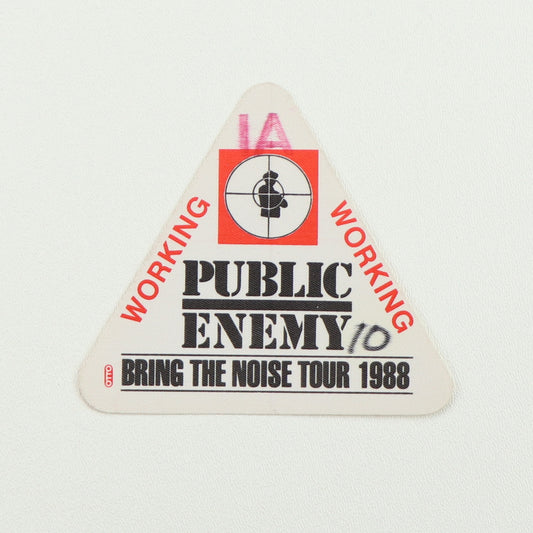 IA
WORKING
WORKING
PUBLIC
ENEMY
10
BRING THE NOISE TOUR 1988
OTTO